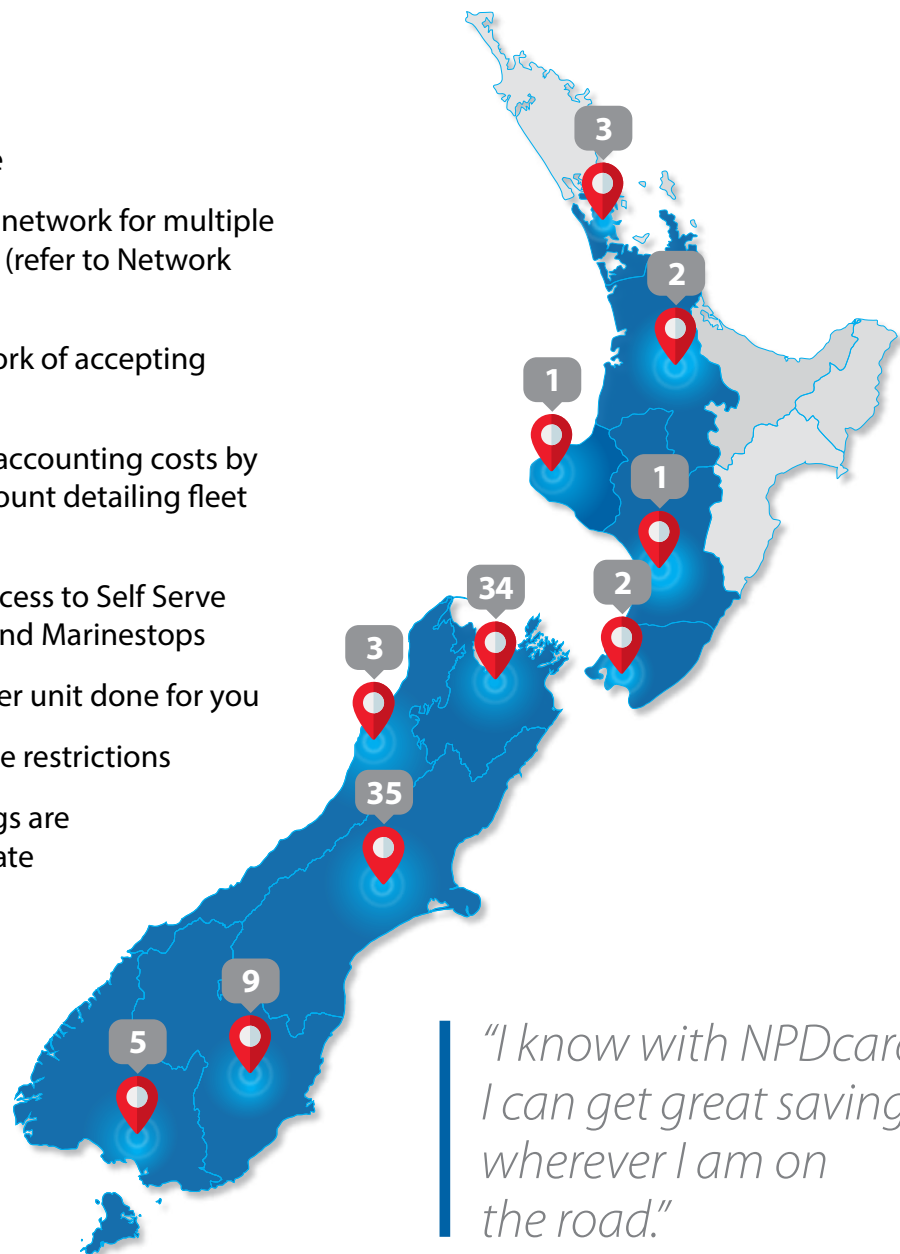 e
network for multiple
(refer to Network
ork of accepting
accounting costs by
ount detailing fleet
cess to Self Serve
nd Marinestops
er unit done for you
e restrictions
gs are
ate
3
2
1
1
2
34
3
35
9
5
“I know with NPDcar
I can get great saving
wherever I am on
the road.”